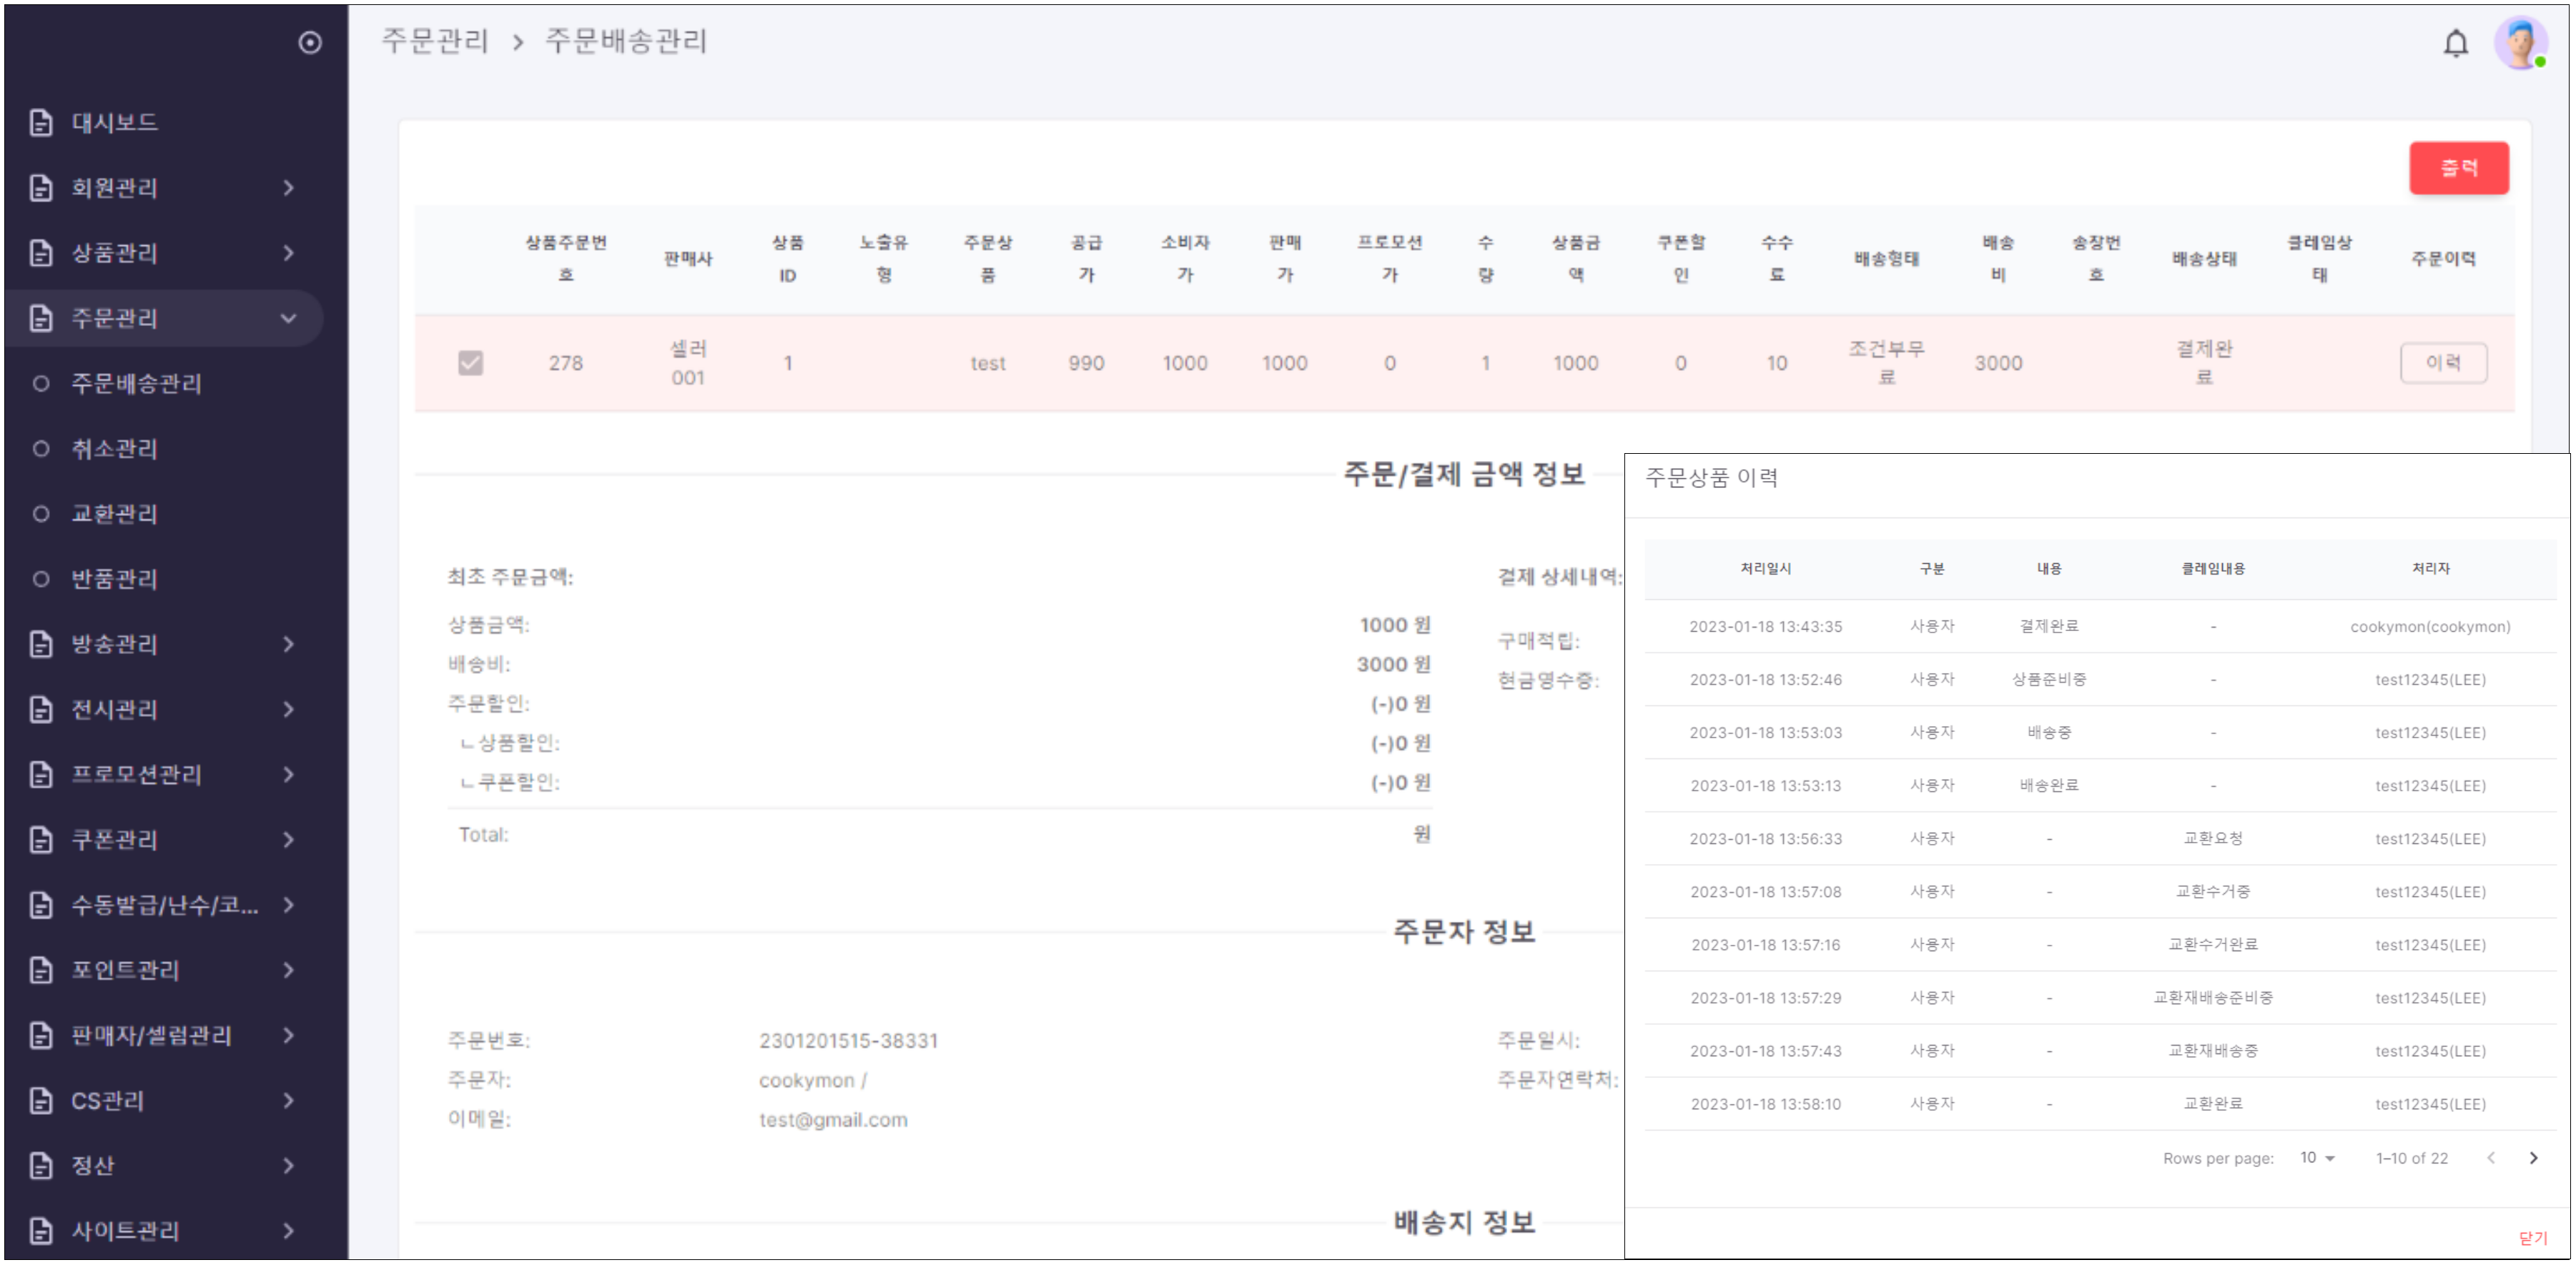 주문관리 > 주문배송관리
대시보드
회원관리
상품관리
주문관리
주문배송관리
취소관리
교환관리
반품관리
방송관리
전시관리
프로모션관리
쿠폰관리
수동발급/난수/코...
포인트관리
판매자/셀럽관리
CS관리
정산
사이트관리
출력
상품주문번호 판매사 상품ID 노출유형 주문상품 공급가 소비자가 판매가 프로모션가 수량 상품금액 쿠폰할인 수수료 배송형태 배송비 송장번호 배송상태 클레임상태 주문이력
278 셀러001 1 test 990 1000 1000 0 1 1000 0 10 조건부무료 3000 결제완료 이력
주문/결제 금액 정보
최초 주문금액:
상품금액: 1000 원
배송비: 3000 원
주문할인: (-)0 원
ㄴ상품할인: (-)0 원
ㄴ쿠폰할인: (-)0 원
Total: 원
결제 상세내역:
구매적립:
현금영수증:
주문자 정보
주문번호: 2301201515-38331
주문자: cookymon /
이메일: test@gmail.com
주문일시:
주문자연락처:
배송지 정보
주문상품 이력
처리일시 구분 내용 클레임내용 처리자
2023-01-18 13:43:35 사용자 결제완료 - cookymon(cookymon)
2023-01-18 13:52:46 사용자 상품준비중 - test12345(LEE)
2023-01-18 13:53:03 사용자 배송중 - test12345(LEE)
2023-01-18 13:53:13 사용자 배송완료 - test12345(LEE)
2023-01-18 13:56:33 사용자 - 교환요청 test12345(LEE)
2023-01-18 13:57:08 사용자 - 교환수거중 test12345(LEE)
2023-01-18 13:57:16 사용자 - 교환수거완료 test12345(LEE)
2023-01-18 13:57:29 사용자 - 교환재배송준비중 test12345(LEE)
2023-01-18 13:57:43 사용자 - 교환재배송중 test12345(LEE)
2023-01-18 13:58:10 사용자 - 교환완료 test12345(LEE)
Rows per page: 10 1–10 of 22
닫기